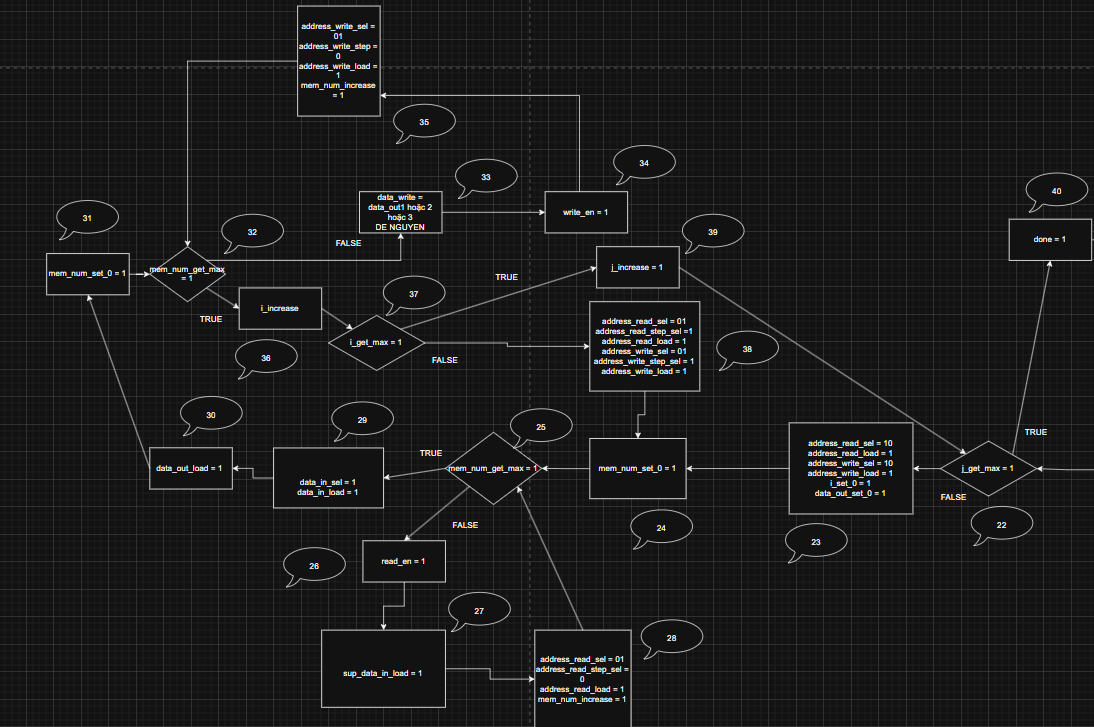 address_write_sel =
01
address_write_step =
0
address_write_load =
1
mem_num_increase
= 1
35
34
33
40
31
32
data_write =
data_out1 hoặc 2
hoặc 3
DE NGUYEN
write_en = 1
39
done = 1
FALSE
mem_num_set_0 = 1
mem_num_get_max
= 1
j_increase = 1
TRUE
37
i_increase
TRUE
i_get_max = 1
address_read_sel = 01
address_read_step_sel =1
address_read_load = 1
address_write_sel = 01
address_write_step_sel = 1
address_write_load = 1
38
36
FALSE
30
29
25
TRUE
data_out_load = 1
data_in_sel = 1
data_in_load = 1
TRUE
mem_num_get_max = 1
mem_num_set_0 = 1
address_read_sel = 10
address_read_load = 1
address_write_sel = 10
address_write_load = 1
i_set_0 = 1
data_out_set_0 = 1
j_get_max = 1
FALSE
FALSE
24
23
22
26
read_en = 1
27
28
sup_data_in_load = 1
address_read_sel = 01
address_read_step_sel =
0
address_read_load = 1
mem_num_increase = 1